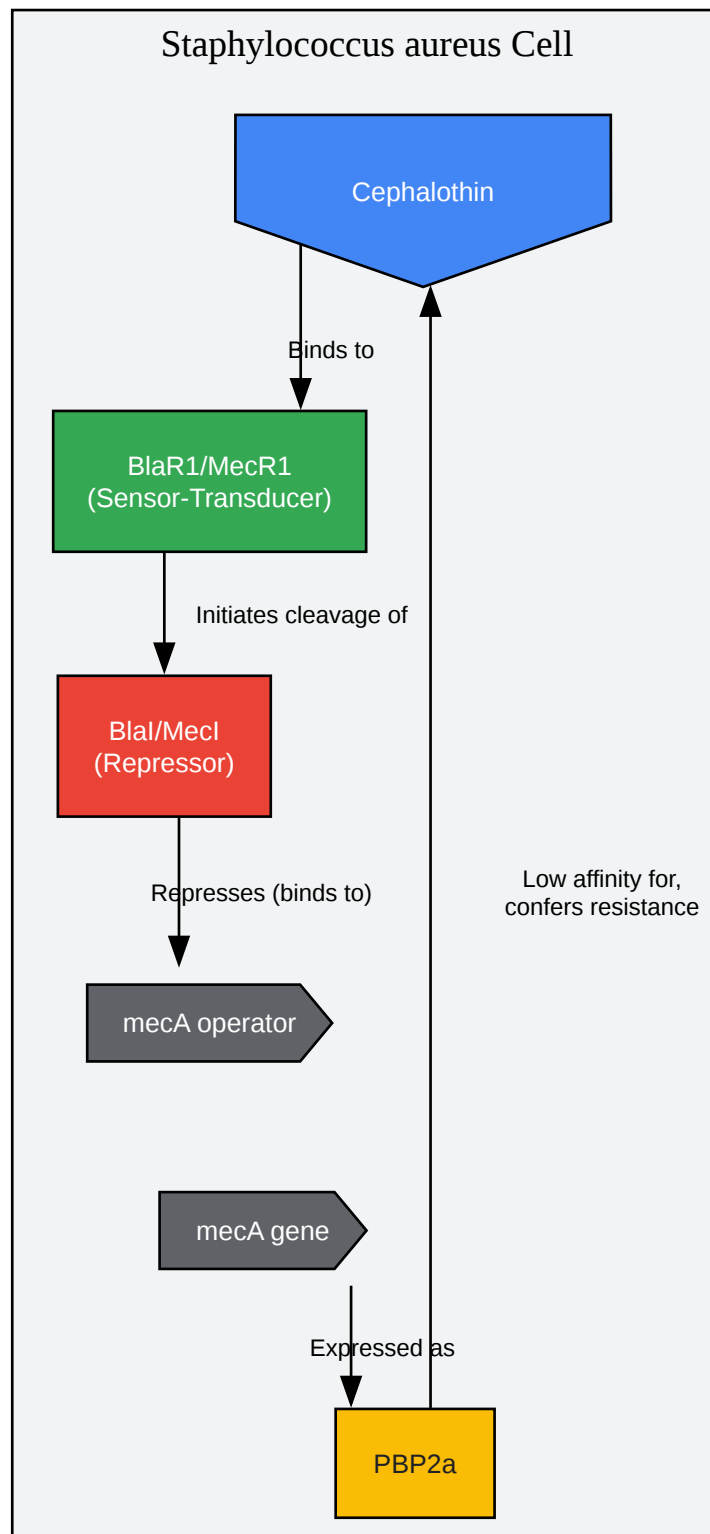 Staphylococcus aureus Cell
Cephalothin
Binds to
BlaR1/MecR1
(Sensor-Transducer)
Initiates cleavage of
BlaI/MecI
(Repressor)
Represses (binds to)
Low affinity for,
confers resistance
mecA operator
mecA gene
Expressed as
PBP2a